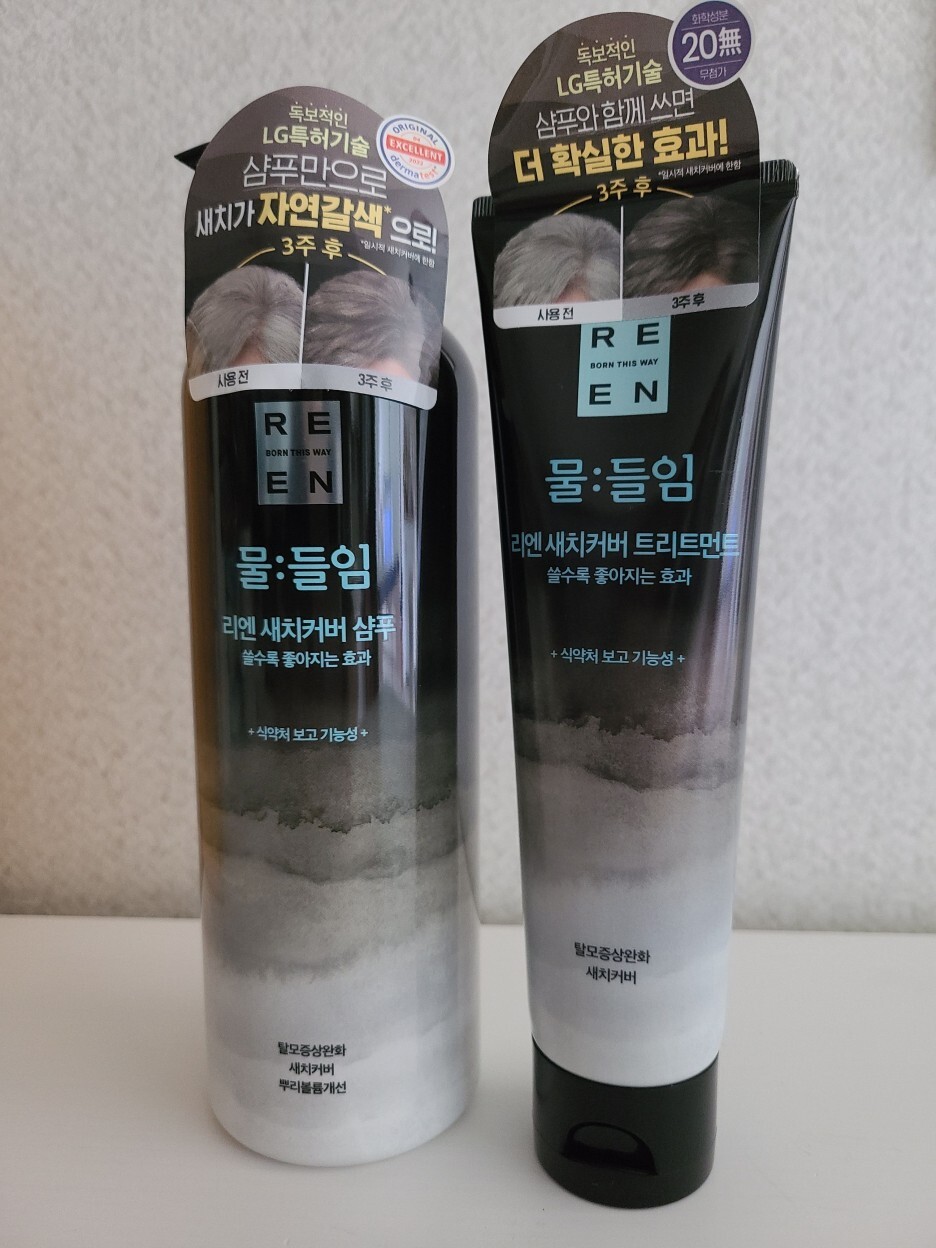 독보적인
LG특허기술
샴푸만으로
새치가 자연갈색*으로!
*일시적 새치커버에 한함
3주 후
ORIGINAL
EXCELLENT
2022
dermatest
사용 전
3주 후
RE
BORN THIS WAY
EN
물:들임
리엔 새치커버 샴푸
쓸수록 좋아지는 효과
+ 식약처 보고 기능성 +
탈모증상완화
새치커버
뿌리볼륨개선
독보적인
LG특허기술
샴푸와 함께 쓰면
더 확실한 효과!
*일시적 새치커버에 한함
3주 후
화학성분
20無
무첨가
사용 전
3주 후
RE
BORN THIS WAY
EN
물:들임
리엔 새치커버 트리트먼트
쓸수록 좋아지는 효과
+ 식약처 보고 기능성 +
탈모증상완화
새치커버